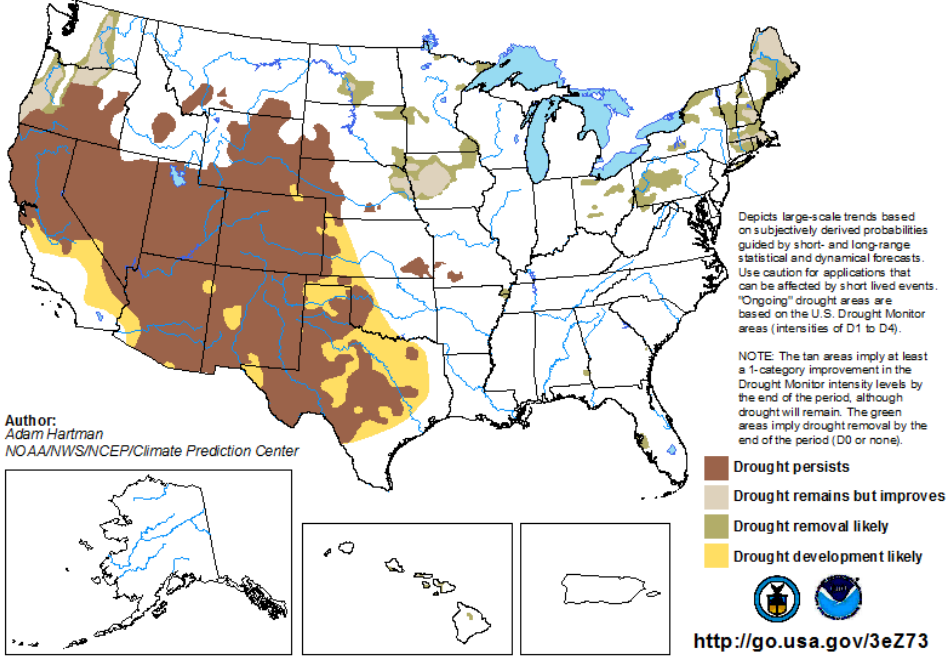 Depicts large-scale trends based
on subjectively derived probabilities
guided by short- and long-range
statistical and dynamical forecasts.
Use caution for applications that
can be affected by short lived events.
"Ongoing" drought areas are
based on the U.S. Drought Monitor
areas (intensities of D1 to D4).
NOTE: The tan areas imply at least
a 1-category improvement in the
Drought Monitor intensity levels by
the end of the period, although
drought will remain. The green
areas imply drought removal by the
end of the period (D0 or none).
Author:
Adam Hartman
NOAA/NWS/NCEP/Climate Prediction Center
Drought persists
Drought remains but improves
Drought removal likely
Drought development likely
http://go.usa.gov/3eZ73